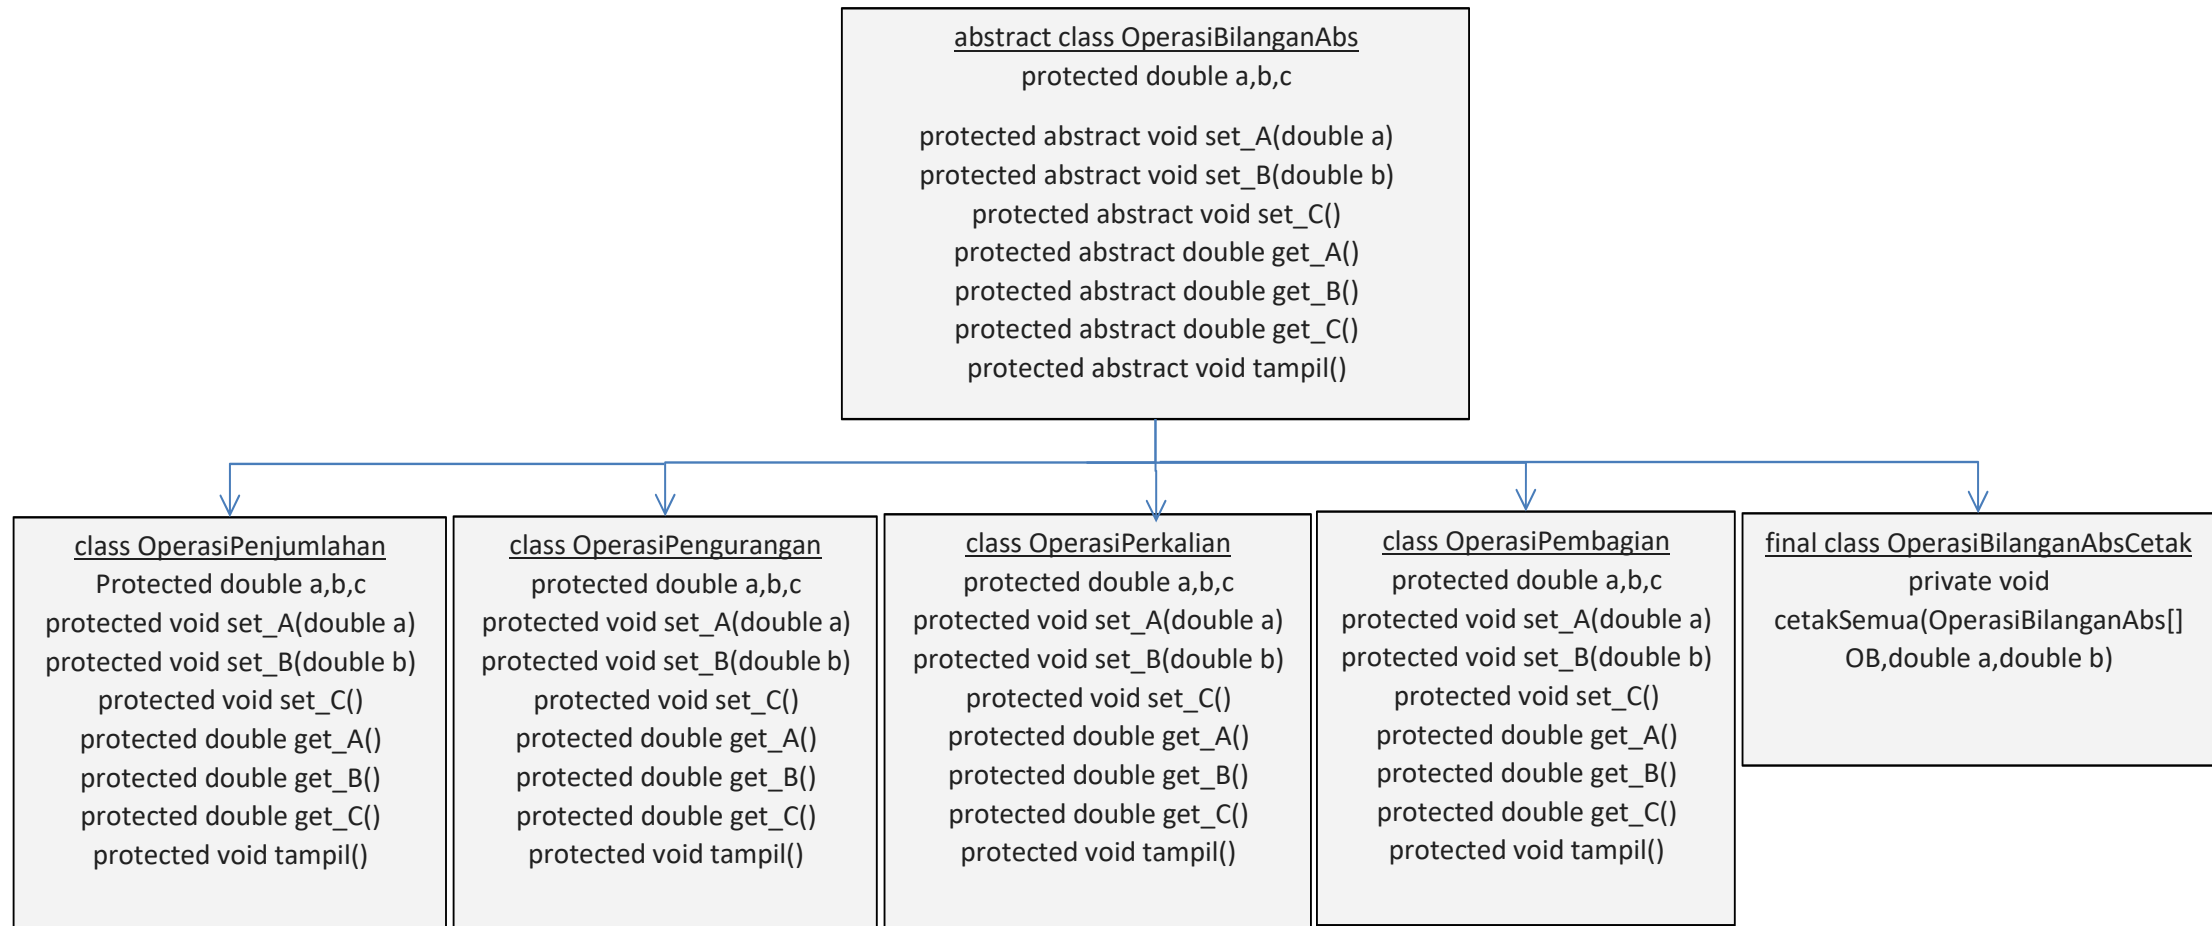 abstract class OperasiBilanganAbs
protected double a,b,c
protected abstract void set_A(double a)
protected abstract void set_B(double b)
protected abstract void set_C()
protected abstract double get_A()
protected abstract double get_B()
protected abstract double get_C()
protected abstract void tampil()
class OperasiPenjumlahan
Protected double a,b,c
protected void set_A(double a)
protected void set_B(double b)
protected void set_C()
protected double get_A()
protected double get_B()
protected double get_C()
protected void tampil()
class OperasiPengurangan
protected double a,b,c
protected void set_A(double a)
protected void set_B(double b)
protected void set_C()
protected double get_A()
protected double get_B()
protected double get_C()
protected void tampil()
class OperasiPerkalian
protected double a,b,c
protected void set_A(double a)
protected void set_B(double b)
protected void set_C()
protected double get_A()
protected double get_B()
protected double get_C()
protected void tampil()
class OperasiPembagian
protected double a,b,c
protected void set_A(double a)
protected void set_B(double b)
protected void set_C()
protected double get_A()
protected double get_B()
protected double get_C()
protected void tampil()
final class OperasiBilanganAbsCetak
private void
cetakSemua(OperasiBilanganAbs[]
OB,double a,double b)